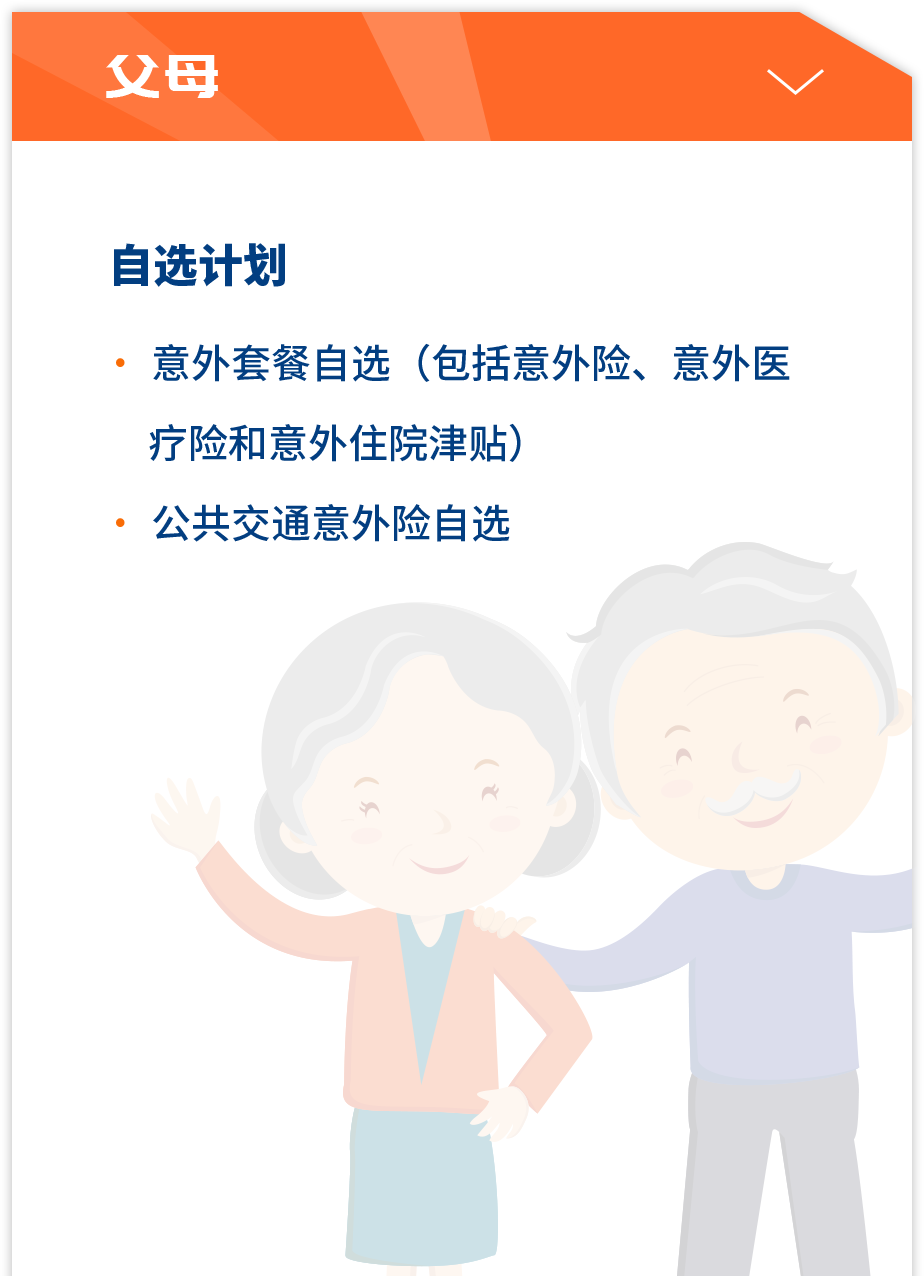 父母
自选计划
• 意外套餐自选（包括意外险、意外医
疗险和意外住院津贴）
• 公共交通意外险自选